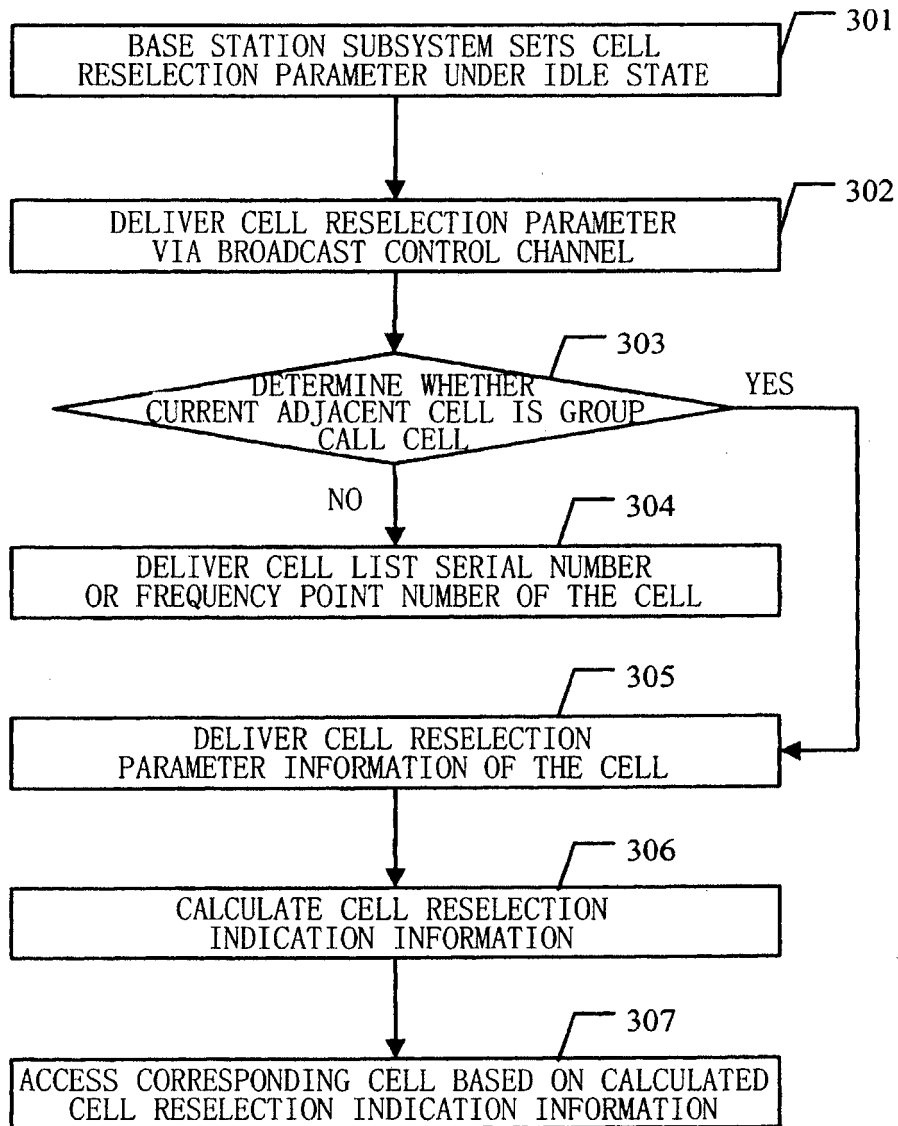 301
BASE STATION SUBSYSTEM SETS CELL
RESELECTION PARAMETER UNDER IDLE STATE
302
DELIVER CELL RESELECTION PARAMETER
VIA BROADCAST CONTROL CHANNEL
303
DETERMINE WHETHER
CURRENT ADJACENT CELL IS GROUP
CALL CELL
YES
NO
304
DELIVER CELL LIST SERIAL NUMBER
OR FREQUENCY POINT NUMBER OF THE CELL
305
DELIVER CELL RESELECTION
PARAMETER INFORMATION OF THE CELL
306
CALCULATE CELL RESELECTION
INDICATION INFORMATION
307
ACCESS CORRESPONDING CELL BASED ON CALCULATED
CELL RESELECTION INDICATION INFORMATION